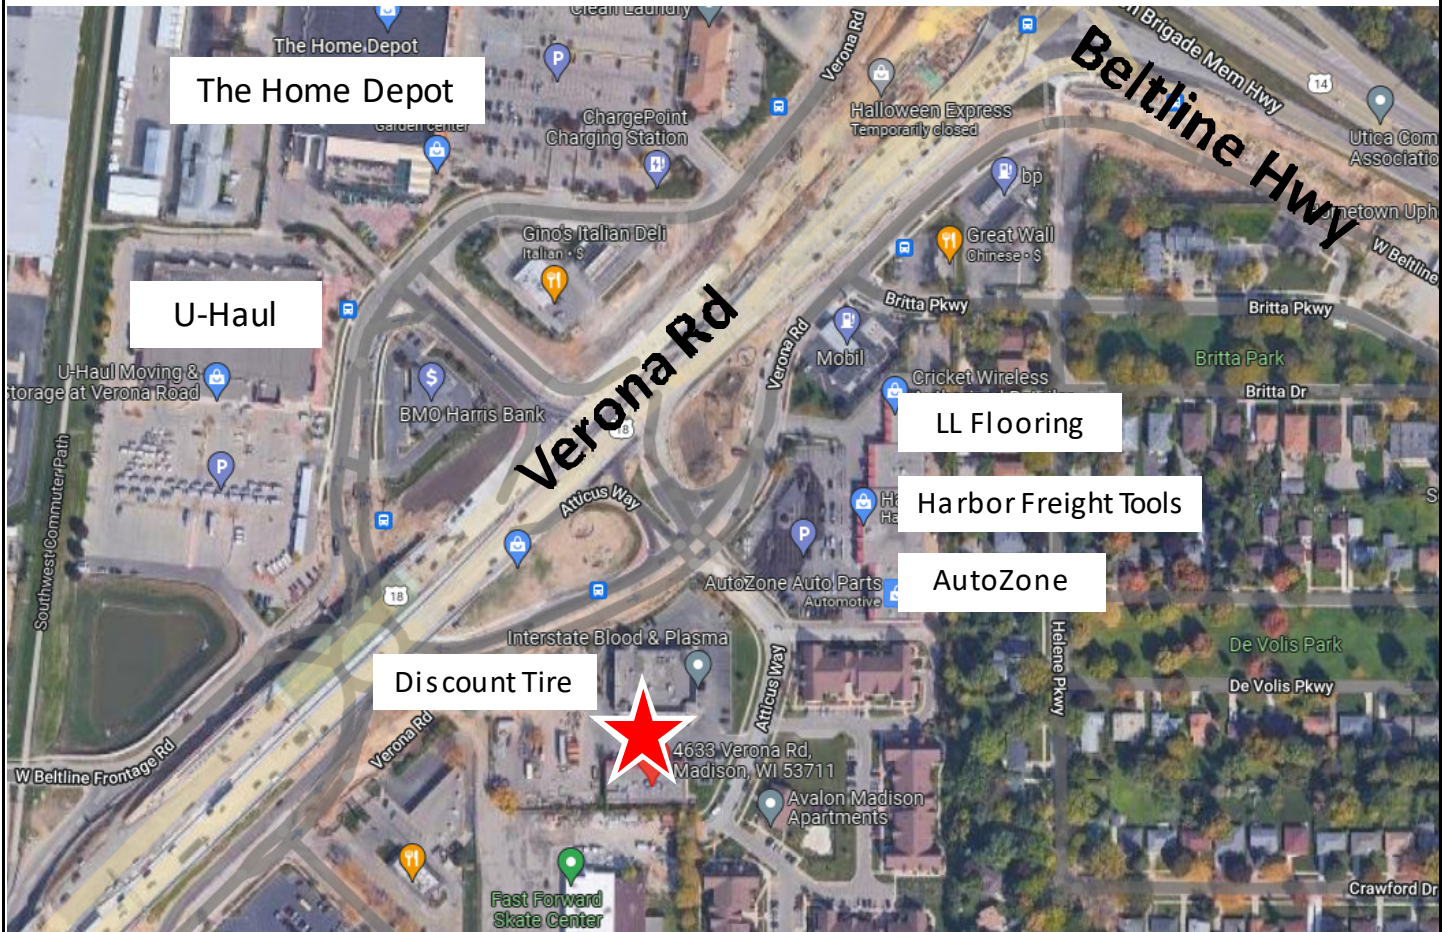 Clean Laundry
The Home Depot
The Home Depot
Garden center
ChargePoint
Charging Station
Verona Rd
Halloween Express
Temporarily closed
Brigade Mem Hwy
Beltline Hwy
14
Utica Com
Associatio
bp
Great Wall
Chinese • $
W Beltline
Gino's Italian Deli
Italian • $
U-Haul
U-Haul Moving &
Storage at Verona Road
P
P
P
$
BMO Harris Bank
Verona Rd
18
Verona Rd
Britta Pkwy
Britta Pkwy
Mobil
Britta Park
Britta Dr
Cricket Wireless
LL Flooring
Harbor Freight Tools
AutoZone
AutoZone Auto Parts
Automotive
Atticus Way
18
Southwest Commuter Path
Interstate Blood & Plasma
Discount Tire
Atticus Way
Helene Pkwy
De Volis Park
De Volis Pkwy
4633 Verona Rd,
Madison, WI 53711
Avalon Madison
Apartments
Verona Rd
W Beltline Frontage Rd
Fast Forward
Skate Center
Crawford Dr